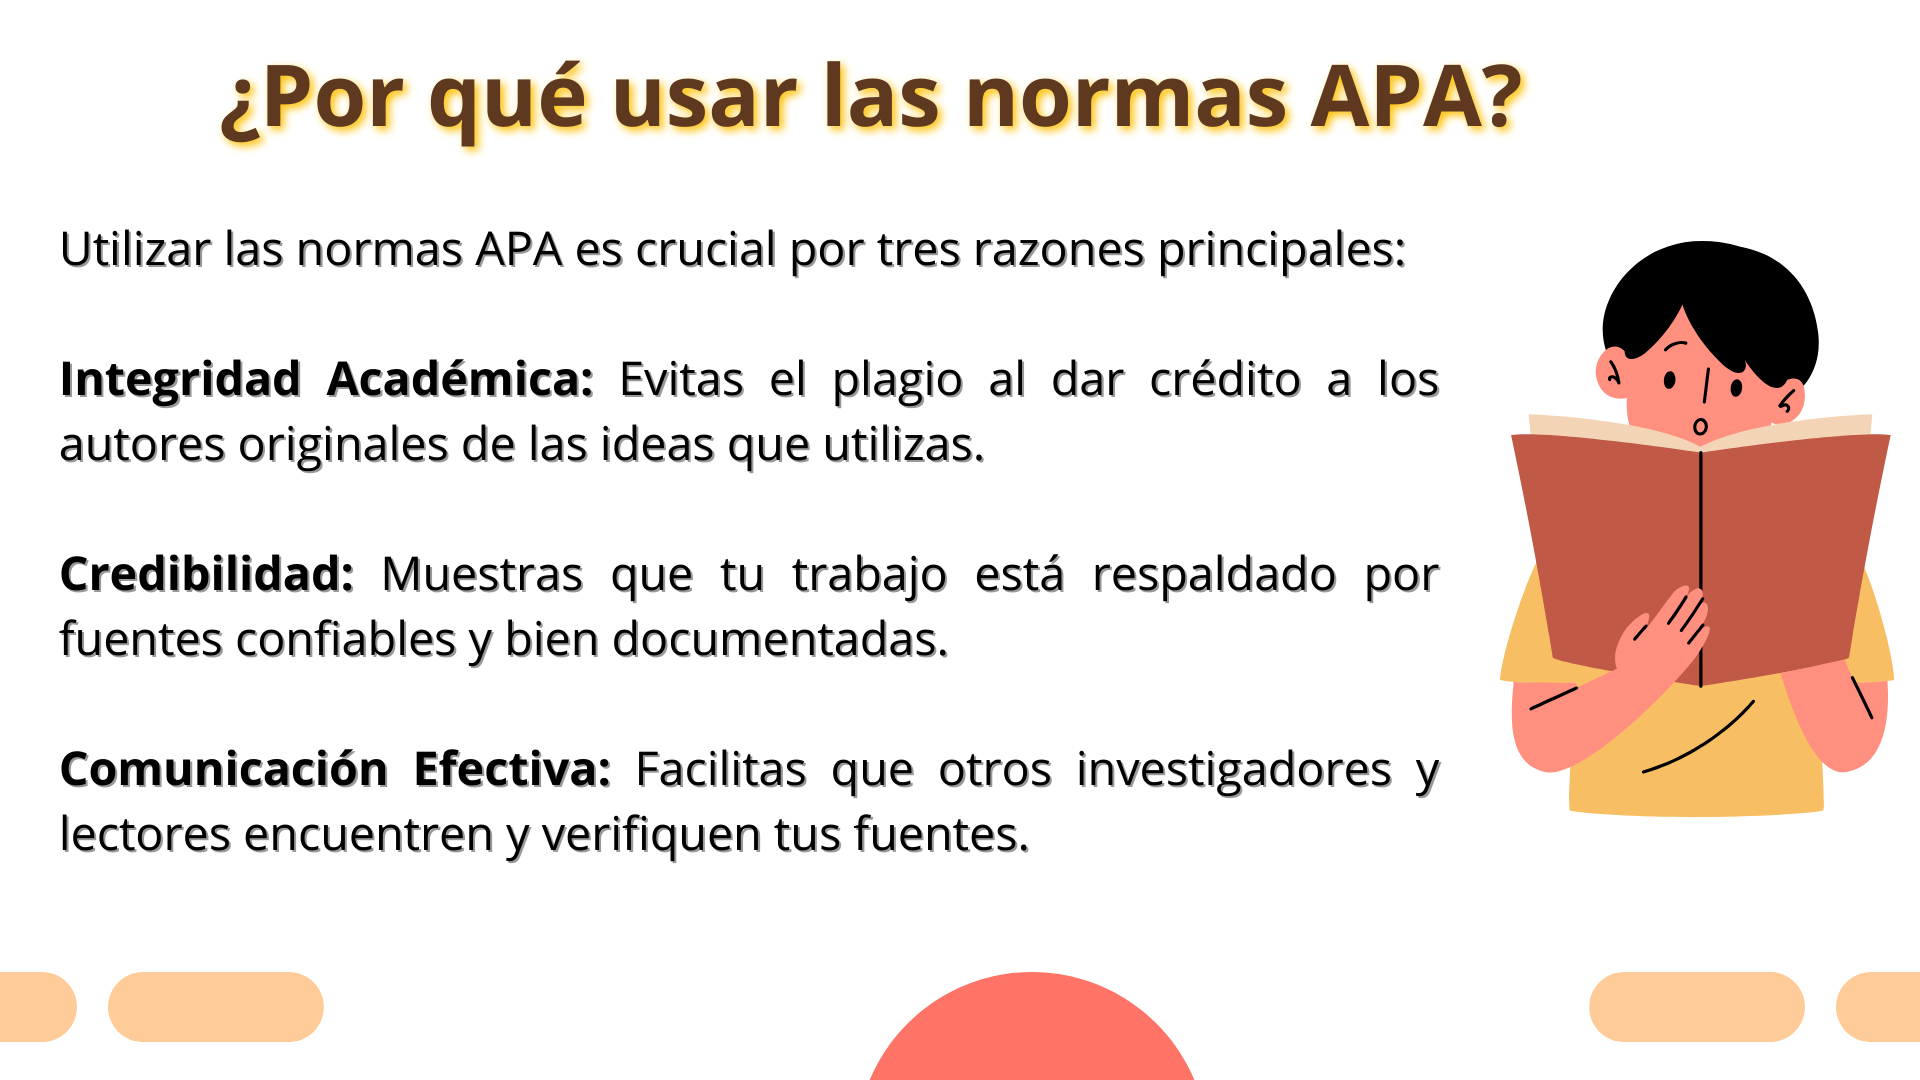 ¿Por qué usar las normas APA?
Utilizar las normas APA es crucial por tres razones principales:
Integridad Académica: Evitas el plagio al dar crédito a los
autores originales de las ideas que utilizas.
Credibilidad: Muestras que tu trabajo está respaldado por
fuentes confiables y bien documentadas.
Comunicación Efectiva: Facilitas que otros investigadores y
lectores encuentren y verifiquen tus fuentes.